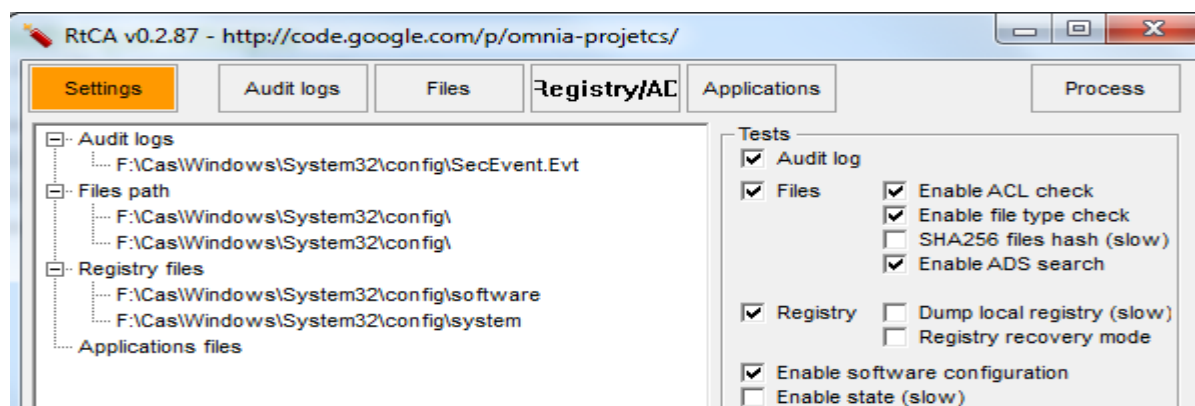 RtCA v0.2.87 - http://code.google.com/p/omnia-projetcs/
Settings Audit logs Files Registry/AD Applications Process
Audit logs
F:\Cas\Windows\System32\config\SecEvent.Evt
Files path
F:\Cas\Windows\System32\config\
F:\Cas\Windows\System32\config\
Registry files
F:\Cas\Windows\System32\config\software
F:\Cas\Windows\System32\config\system
Applications files
Tests
Audit log
Files Enable ACL check
Enable file type check
SHA256 files hash (slow)
Enable ADS search
Registry Dump local registry (slow)
Registry recovery mode
Enable software configuration
Enable state (slow)